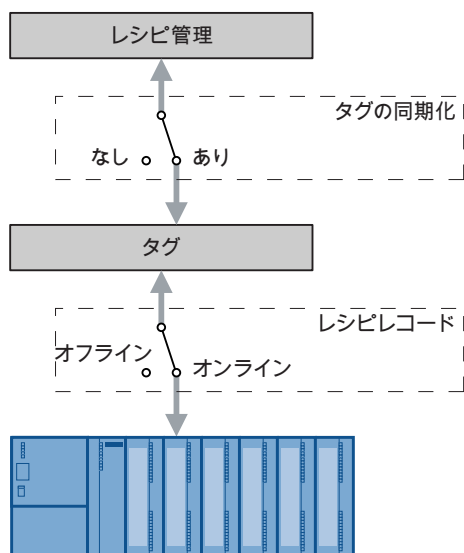 レシピ管理
タグの同期化
なし
あり
タグ
レシピレコード
オフライン
オンライン